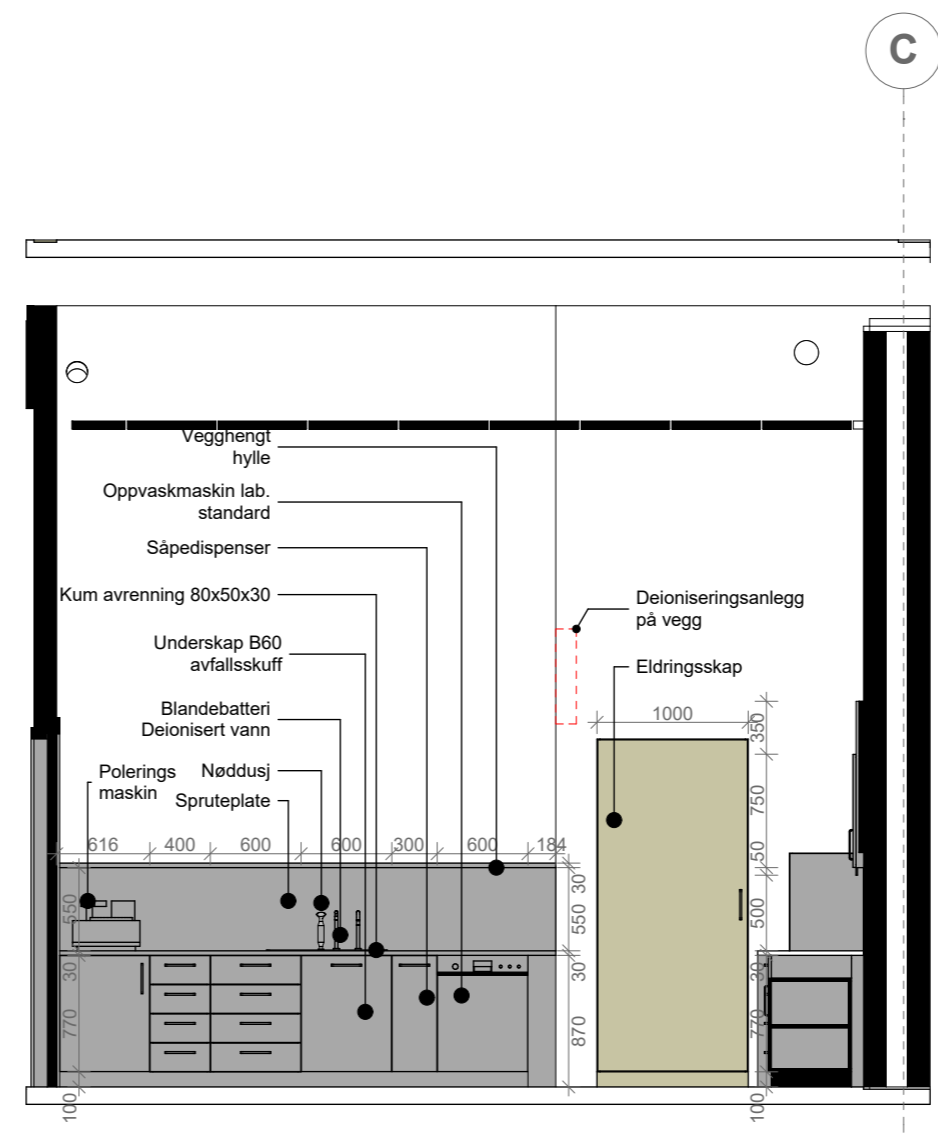 C
Vegghengt
hylle
Oppvaskmaskin lab.
standard
Såpedispenser
Kum avrenning 80x50x30
Underskap B60
avfallsskuff
Blandebatteri
Deionisert vann
Nøddusj
Polerings
maskin
Spruteplate
Deioniseringsanlegg
på vegg
Eldringsskap
1000
616 400 600 600 300 600 184
550
30
770
100
30
550
30
870
350
750
50
500
30
770
100